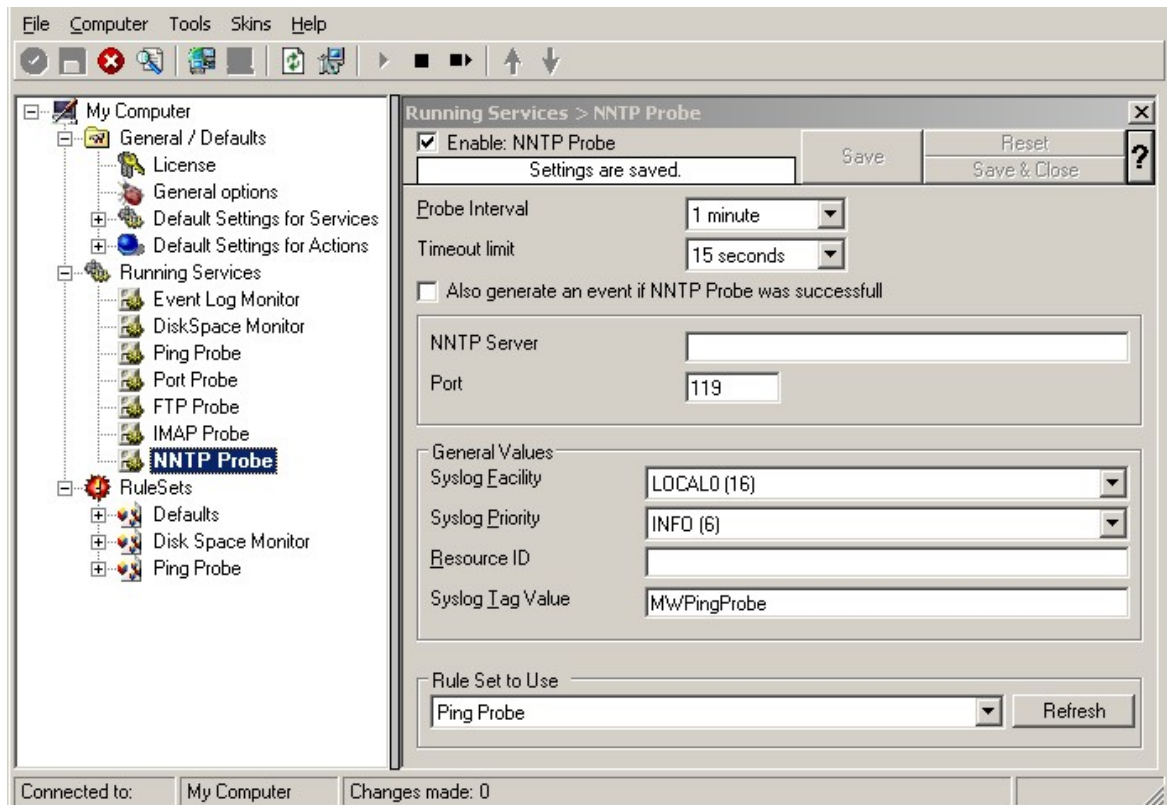 File Computer Tools Skins Help
My Computer
General / Defaults
License
General options
Default Settings for Services
Default Settings for Actions
Running Services
Event Log Monitor
DiskSpace Monitor
Ping Probe
Port Probe
FTP Probe
IMAP Probe
NNTP Probe
RuleSets
Defaults
Disk Space Monitor
Ping Probe
Running Services > NNTP Probe
Enable: NNTP Probe
Settings are saved.
Save
Reset
Save & Close
?
Probe Interval
1 minute
Timeout limit
15 seconds
Also generate an event if NNTP Probe was successfull
NNTP Server
Port
119
General Values
Syslog Facility
LOCAL0 (16)
Syslog Priority
INFO (6)
Resource ID
Syslog Tag Value
MWPingProbe
Rule Set to Use
Ping Probe
Refresh
Connected to:
My Computer
Changes made: 0